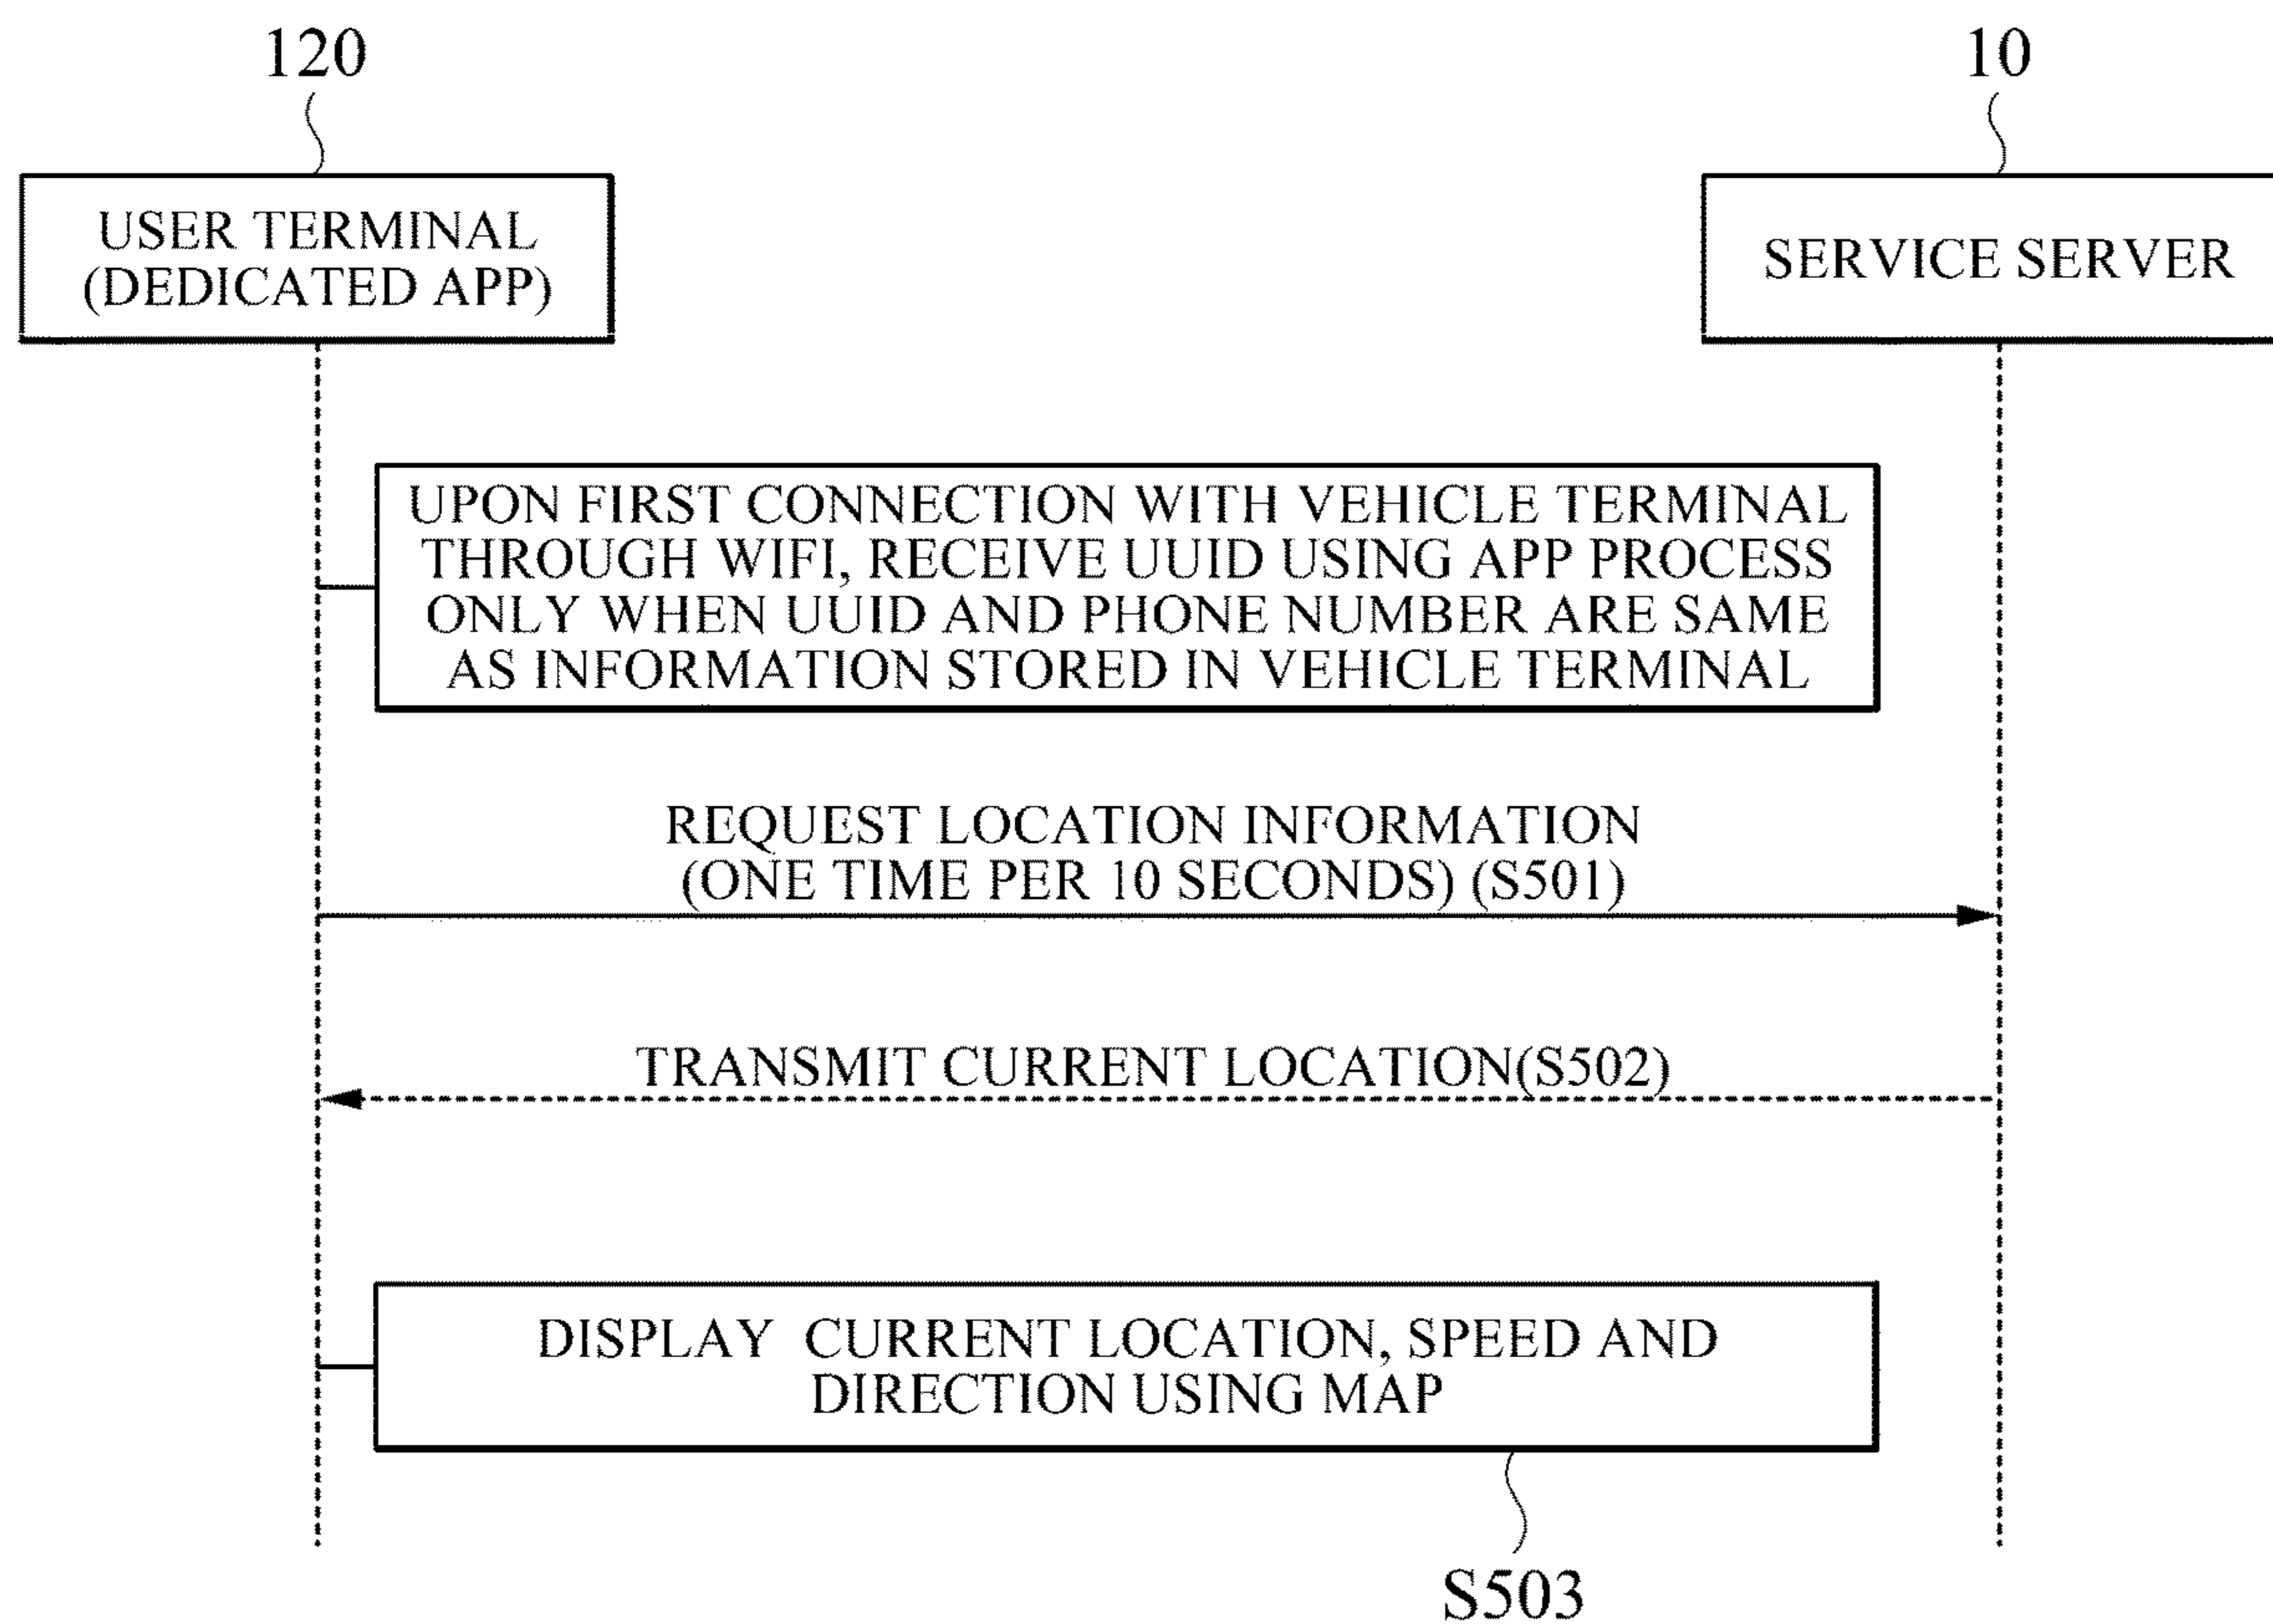 120
10
USER TERMINAL
(DEDICATED APP)
SERVICE SERVER
UPON FIRST CONNECTION WITH VEHICLE TERMINAL
THROUGH WIFI, RECEIVE UUID USING APP PROCESS
ONLY WHEN UUID AND PHONE NUMBER ARE SAME
AS INFORMATION STORED IN VEHICLE TERMINAL
REQUEST LOCATION INFORMATION
(ONE TIME PER 10 SECONDS) (S501)
TRANSMIT CURRENT LOCATION(S502)
DISPLAY CURRENT LOCATION, SPEED AND
DIRECTION USING MAP
S503